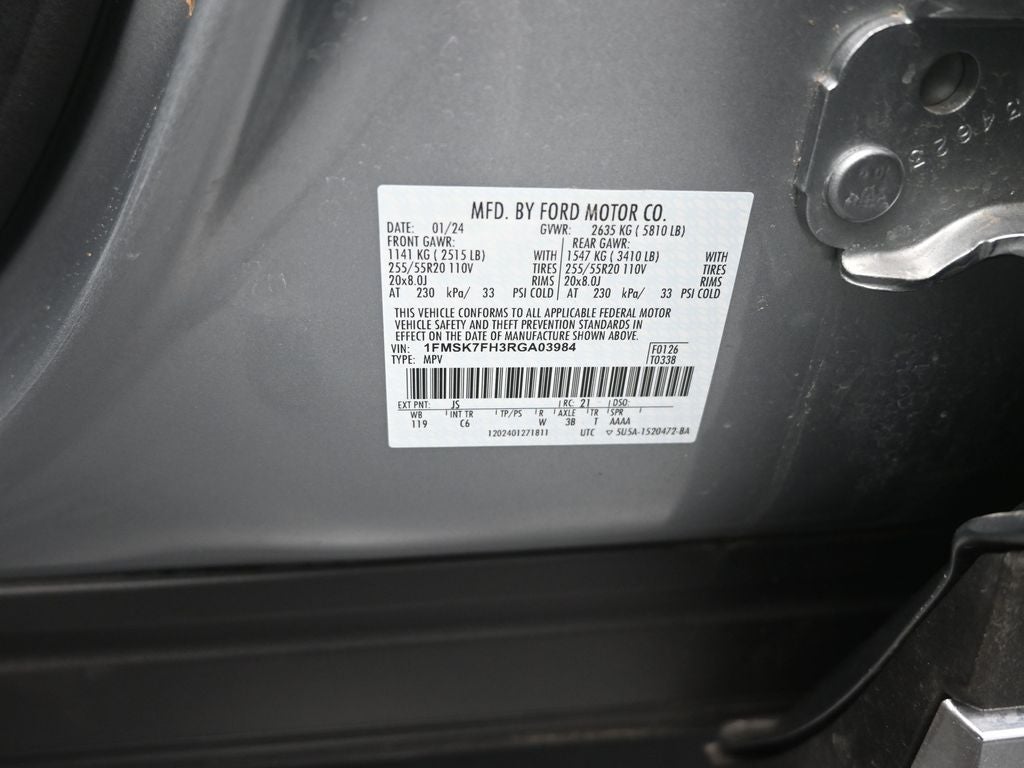 MFD. BY FORD MOTOR CO.
DATE: 01/24 GVWR: 2635 KG ( 5810 LB)
FRONT GAWR: REAR GAWR:
1141 KG ( 2515 LB) WITH 1547 KG ( 3410 LB) WITH
255/55R20 110V TIRES 255/55R20 110V TIRES
20x8.0J RIMS 20x8.0J RIMS
AT 230 kPa/ 33 PSI COLD AT 230 kPa/ 33 PSI COLD
THIS VEHICLE CONFORMS TO ALL APPLICABLE FEDERAL MOTOR
VEHICLE SAFETY AND THEFT PREVENTION STANDARDS IN
EFFECT ON THE DATE OF MANUFACTURE SHOWN ABOVE.
VIN: 1FMSK7FH3RGA03984 F0126
TYPE: MPV T0338
EXT PNT: JS RC: 21 DSO:
WB INT TR TP/PS R AXLE TR SPR
119 C6 W 3B T AAAA
1202401271811 UTC 5U5A-1520472-BA
34623